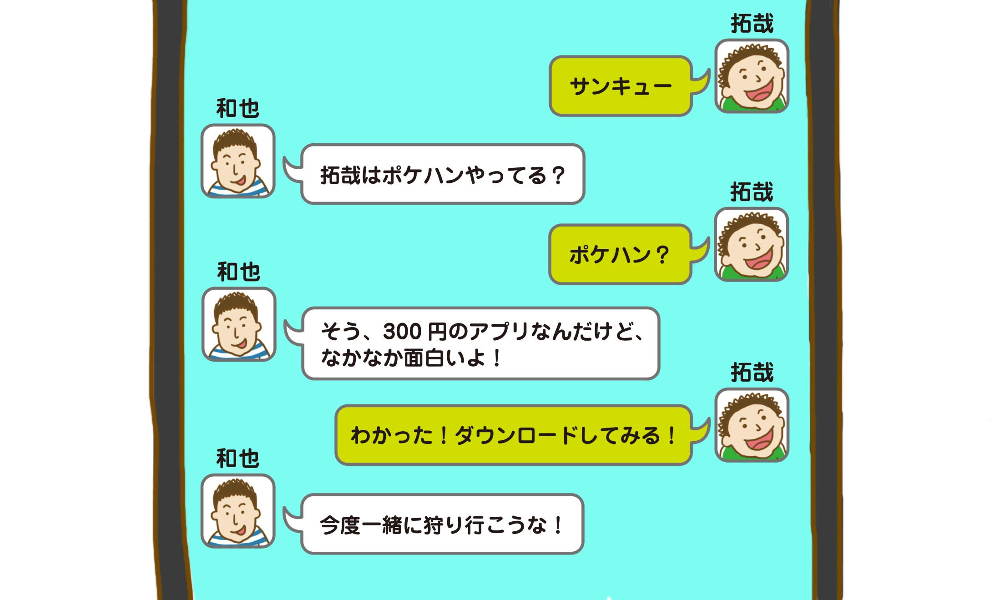 拓哉
サンキュー
和也
拓哉はポケハンやってる？
拓哉
ポケハン？
和也
そう、300円のアプリなんだけど、
なかなか面白いよ！
拓哉
わかった！ダウンロードしてみる！
和也
今度一緒に狩り行こうな！